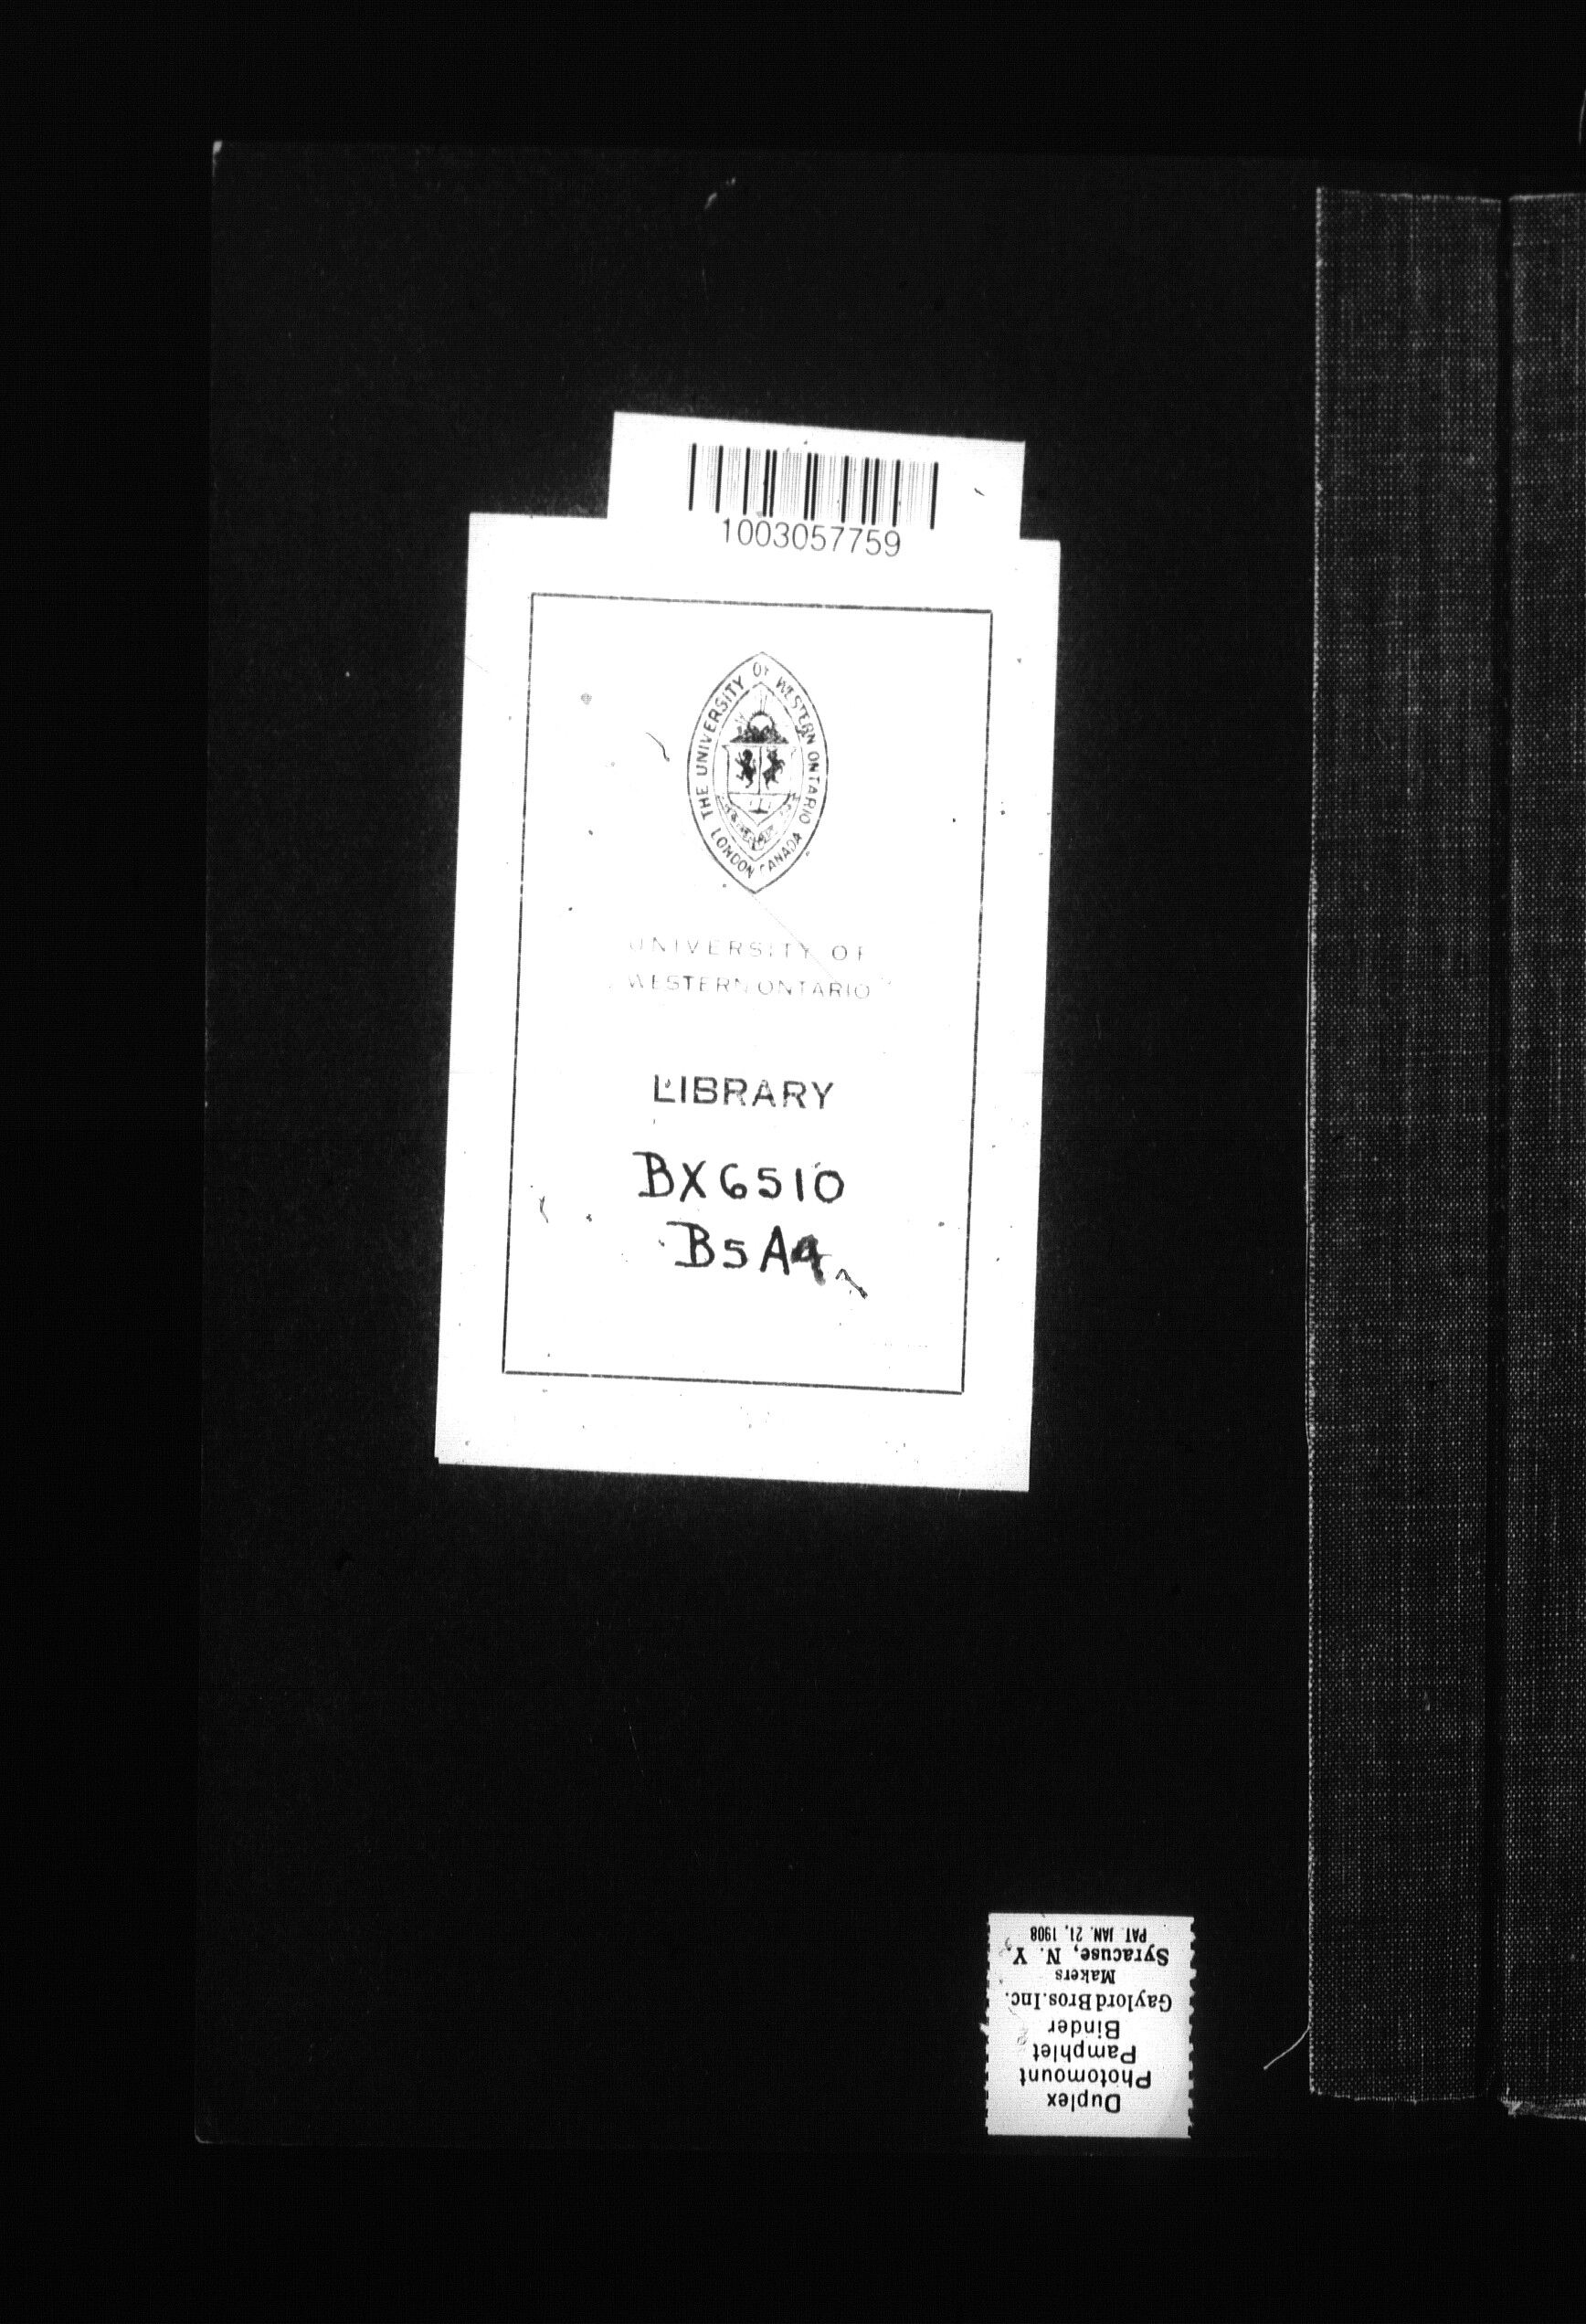 1003057759
THE UNIVERSITY OF WESTERN ONTARIO
LONDON CANADA
UNIVERSITY OF
WESTERN ONTARIO
LIBRARY
BX6510
B5A4
Duplex
Photomount
Pamphlet
Binder
Gaylord Bros. Inc.
Makers
Syracuse, N. Y.
PAT. JAN. 21, 1908